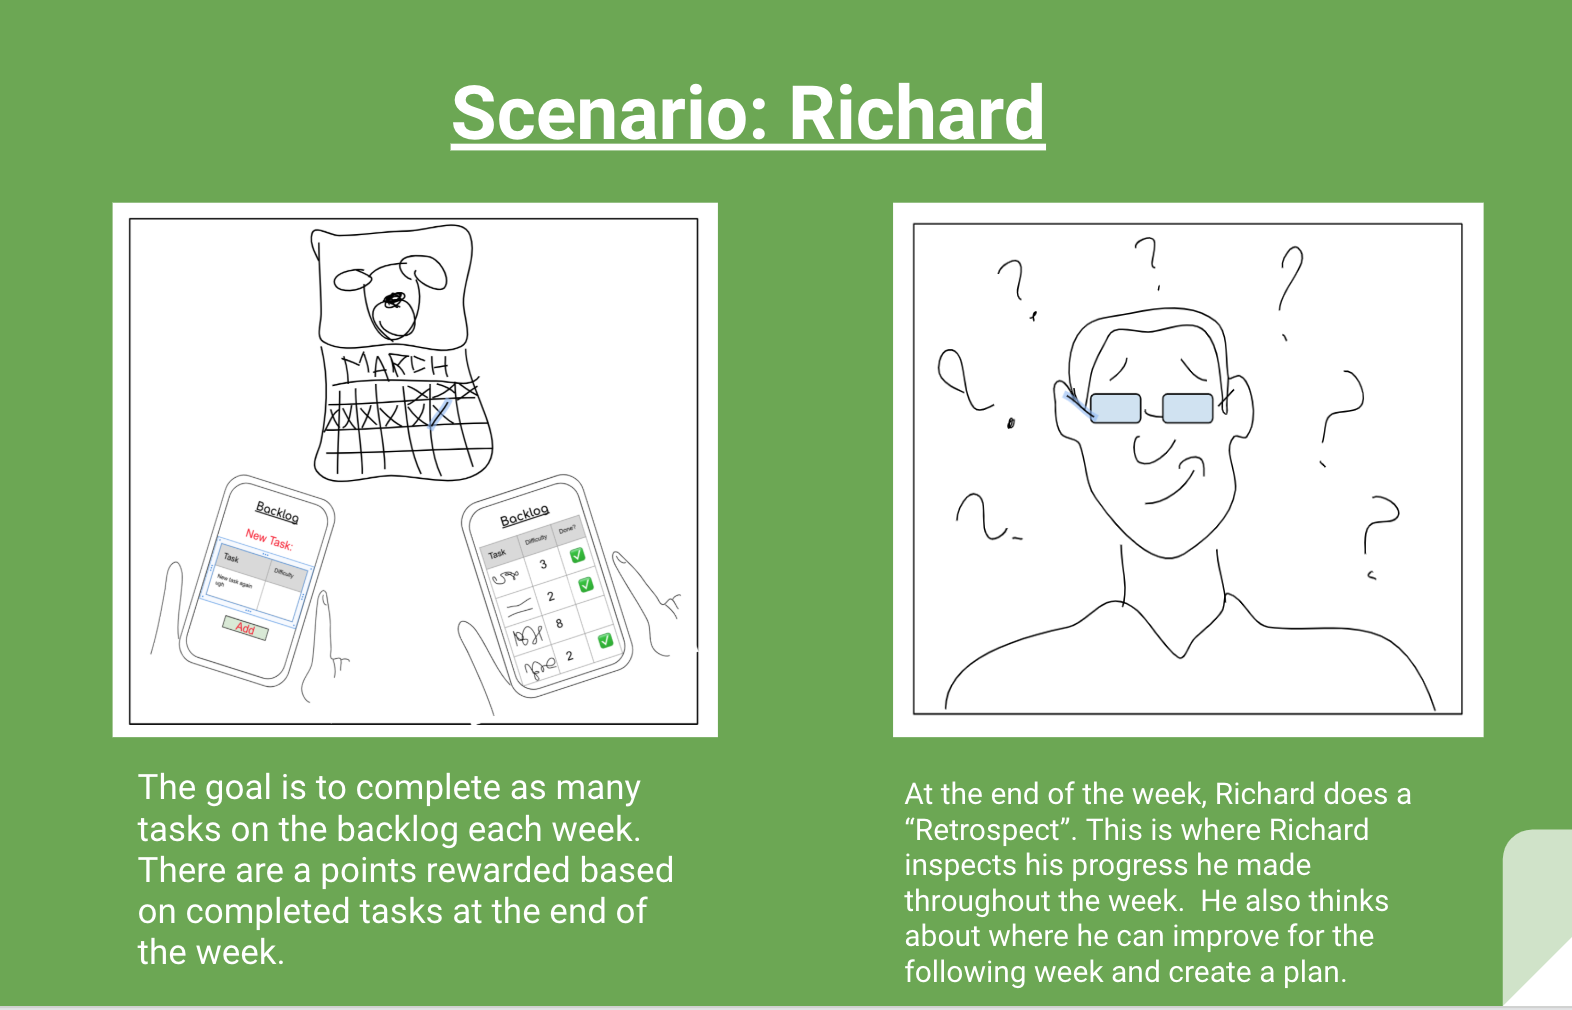 Scenario: Richard
MARCH
XXX
XXXXXX
Backlog
New Task:
Task Difficulty
New task again
ugh
Add
Backlog
Task Difficulty Done?
3
2
8
2
The goal is to complete as many
tasks on the backlog each week.
There are a points rewarded based
on completed tasks at the end of
the week.
? ? ?
? ?
? ?
At the end of the week, Richard does a
“Retrospect”. This is where Richard
inspects his progress he made
throughout the week.  He also thinks
about where he can improve for the
following week and create a plan.